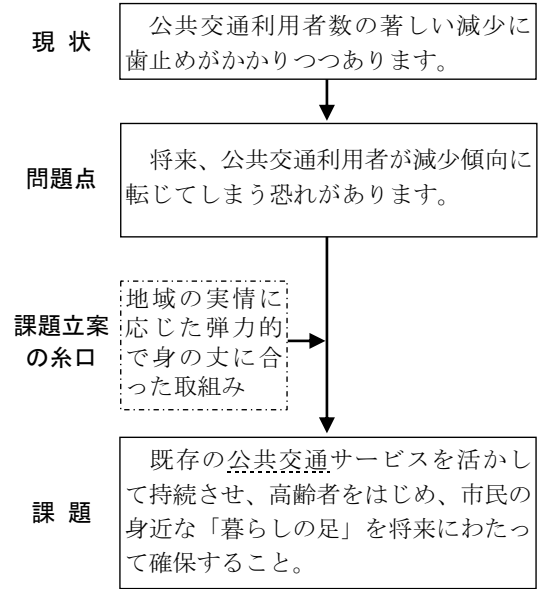 現 状
公共交通利用者数の著しい減少に
歯止めがかかりつつあります。
問題点
将来、公共交通利用者が減少傾向に
転じてしまう恐れがあります。
課題立案
の糸口
地域の実情に
応じた弾力的
で身の丈に合
った取組み
課 題
既存の公共交通サービスを活かし
て持続させ、高齢者をはじめ、市民の
身近な「暮らしの足」を将来にわたっ
て確保すること。